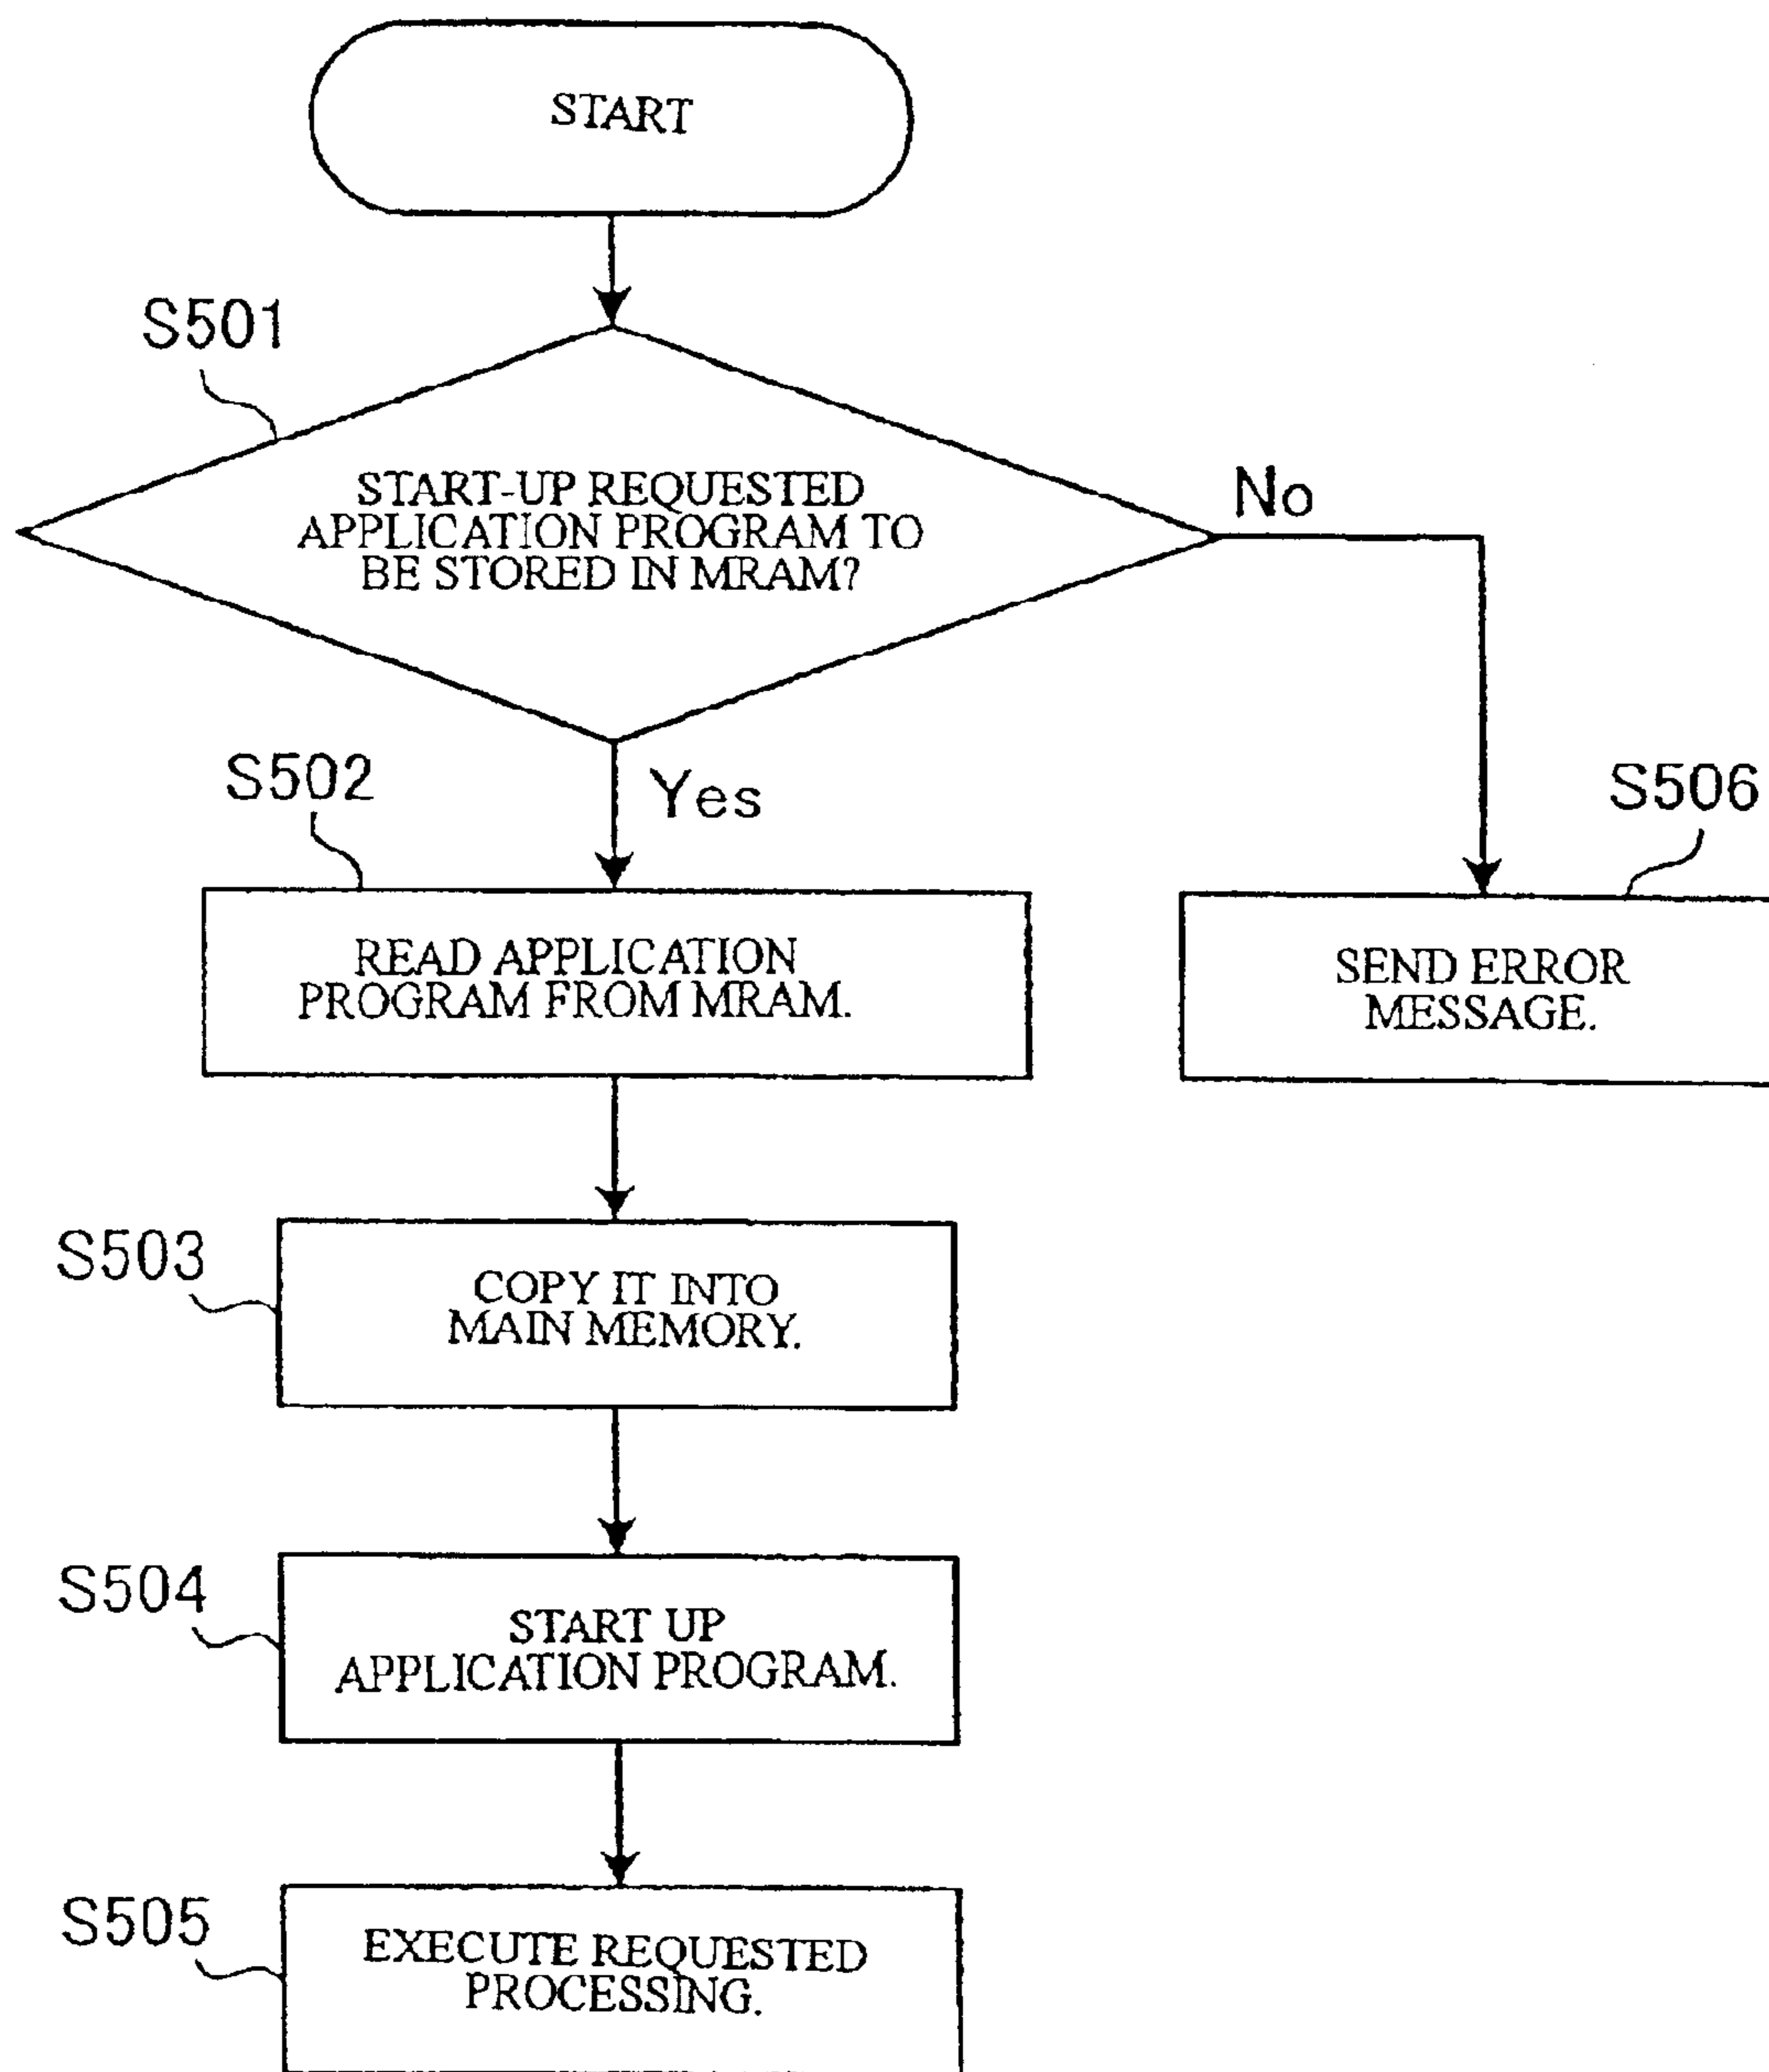 START
S501
START-UP REQUESTED
APPLICATION PROGRAM TO
BE STORED IN MRAM?
No
S502
Yes
S506
READ APPLICATION
PROGRAM FROM MRAM.
SEND ERROR
MESSAGE.
S503
COPY IT INTO
MAIN MEMORY.
S504
START UP
APPLICATION PROGRAM.
S505
EXECUTE REQUESTED
PROCESSING.